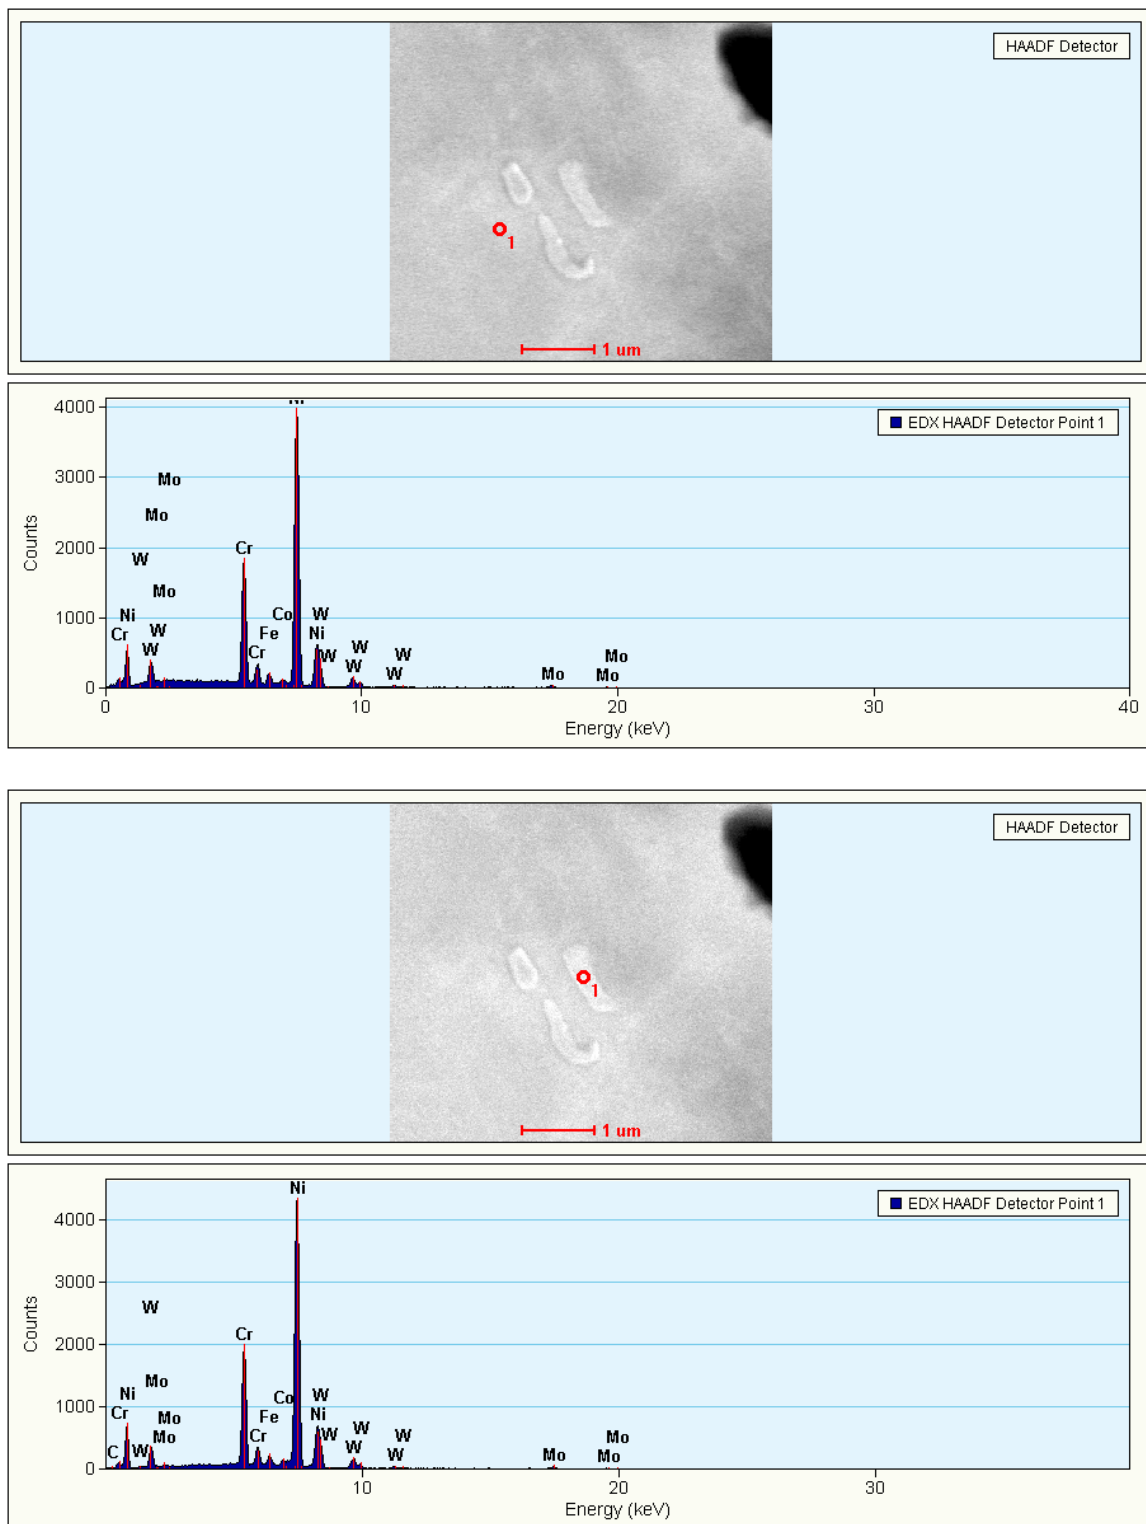 HAADF Detector
1
1 um
EDX HAADF Detector Point 1
Counts
4000
3000
2000
1000
0
Mo
Mo
W
Mo
Cr
Ni
Cr
W
W
Cr
Fe
Co
W
Ni
W
W
W
W
W
Mo
Mo
Mo
0 10 20 30 40
Energy (keV)
HAADF Detector
1
1 um
EDX HAADF Detector Point 1
Counts
4000
3000
2000
1000
0
Ni
W
Cr
Mo
Ni
Cr
Mo
Mo
C
W
Co
Fe
Cr
W
Ni
W
W
W
W
W
Mo
Mo
Mo
10 20 30
Energy (keV)